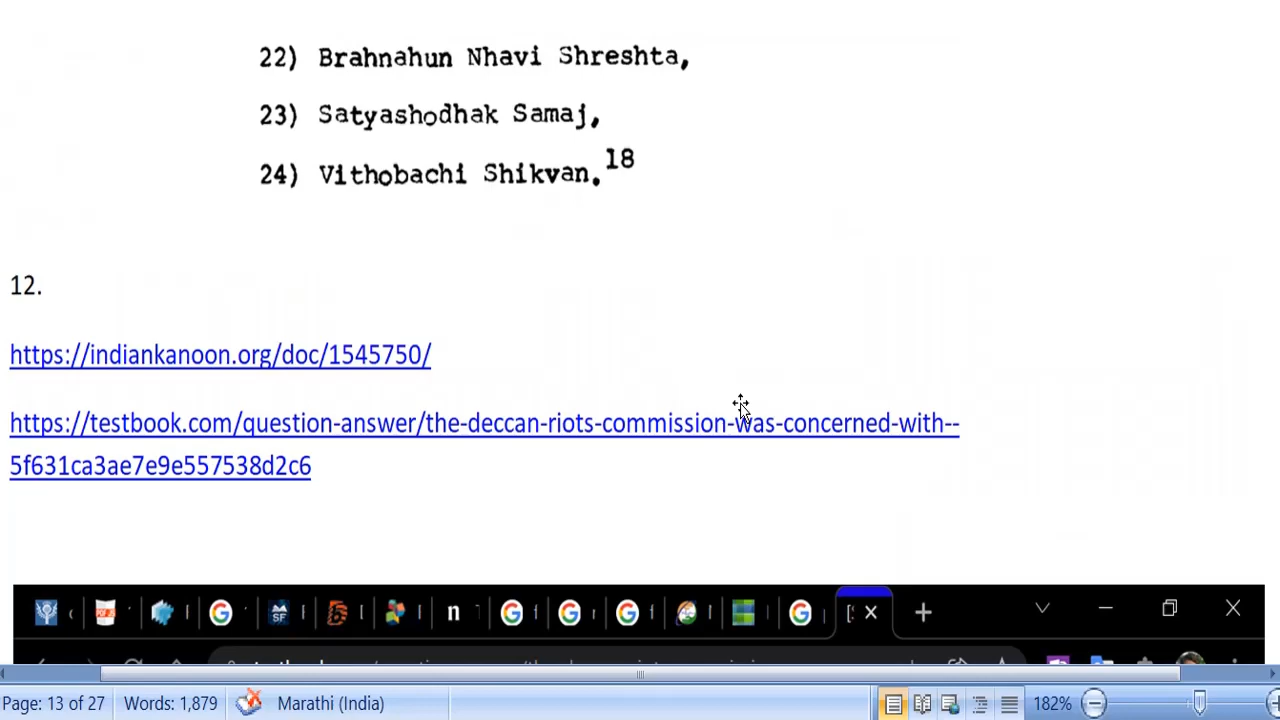 22) Brahnahun Nhavi Shreshta,
23) Satyashodhak Samaj,
24) Vithobachi Shikvan.18
12.
https://indiankanoon.org/doc/1545750/
https://testbook.com/question-answer/the-deccan-riots-commission-was-concerned-with--
5f631ca3ae7e9e557538d2c6
SF n
Page: 13 of 27 Words: 1,879 Marathi (India) 182%